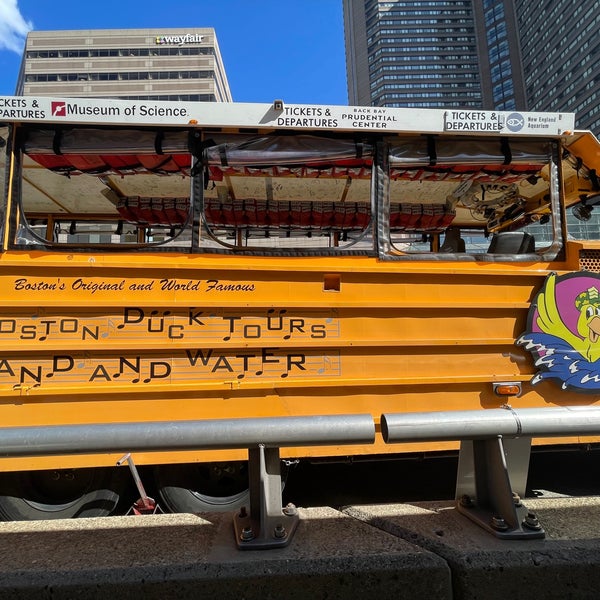 wayfair
TICKETS &
DEPARTURES
Museum of Science
TICKETS &
DEPARTURES
BACK BAY
PRUDENTIAL
CENTER
TICKETS &
DEPARTURES
New England
Aquarium
Boston's Original and World Famous
OSTON DUCK TOURS
AND AND WATER